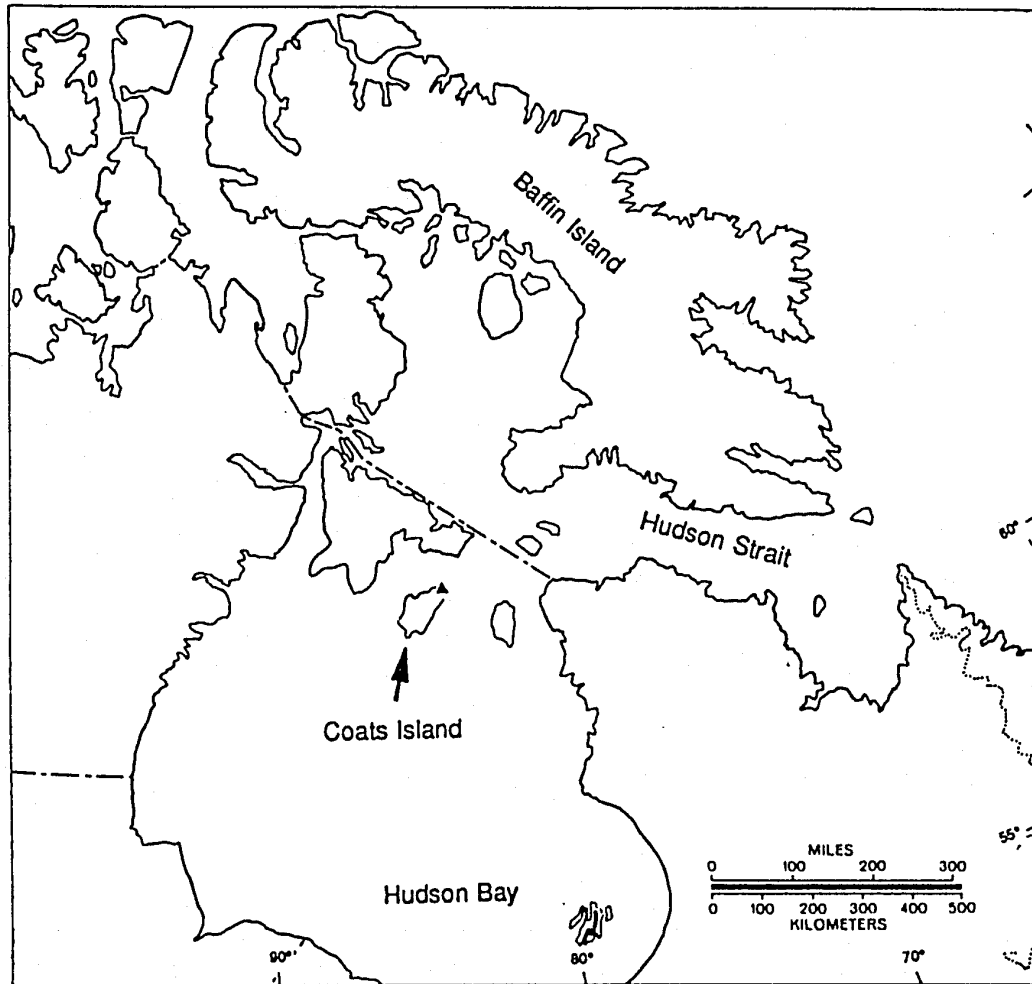 Baffin Island
Hudson Strait
60°
Coats Island
55°
MILES
0 100 200 300
Hudson Bay
0 100 200 300 400 500
KILOMETERS
90°
80°
70°